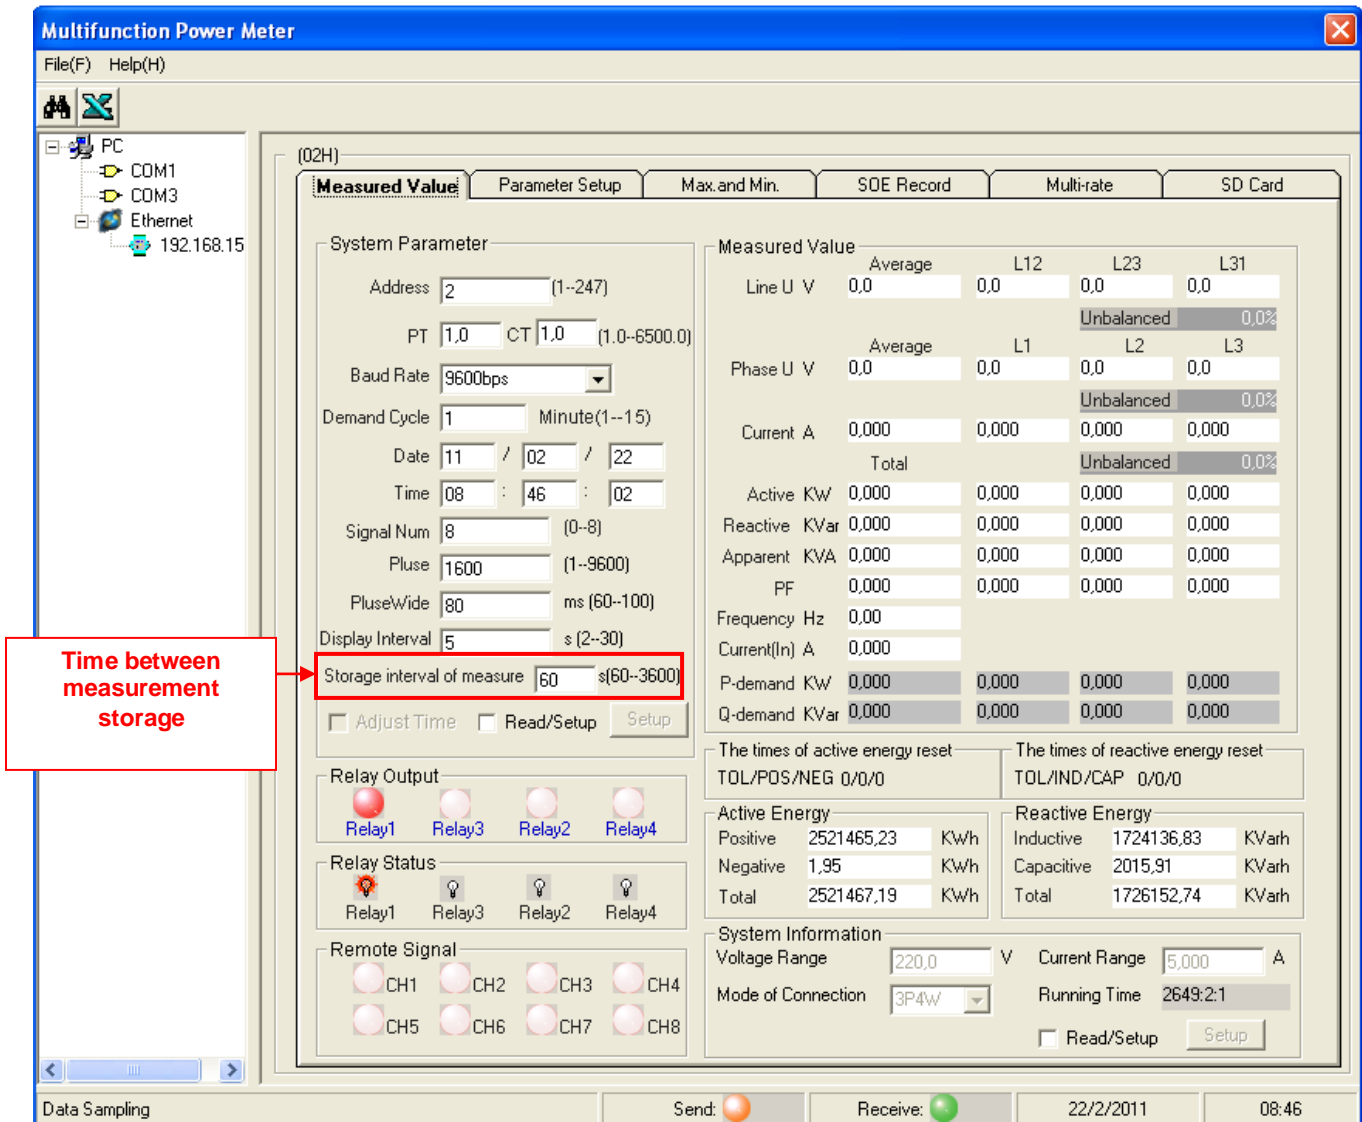 Multifunction Power Meter
File(F) Help(H)
PC
COM1
COM3
Ethernet
192.168.15
(02H)
Measured Value Parameter Setup Max.and Min. SOE Record Multi-rate SD Card
System Parameter
Address 2 (1--247)
PT 1,0 CT 1,0 (1.0--6500.0)
Baud Rate 9600bps
Demand Cycle 1 Minute(1--15)
Date 11 / 02 / 22
Time 08 : 46 : 02
Signal Num 8 (0--8)
Pluse 1600 (1--9600)
PluseWide 80 ms (60--100)
Display Interval 5 s (2--30)
Storage interval of measure 60 s(60--3600)
Adjust Time Read/Setup Setup
Time between
measurement
storage
Relay Output
Relay1 Relay3 Relay2 Relay4
Relay Status
Relay1 Relay3 Relay2 Relay4
Remote Signal
CH1 CH2 CH3 CH4
CH5 CH6 CH7 CH8
Measured Value
Average L12 L23 L31
Line U V 0,0 0,0 0,0 0,0
Unbalanced 0,0%
Average L1 L2 L3
Phase U V 0,0 0,0 0,0 0,0
Unbalanced 0,0%
Current A 0,000 0,000 0,000 0,000
Total Unbalanced 0,0%
Active KW 0,000 0,000 0,000 0,000
Reactive KVar 0,000 0,000 0,000 0,000
Apparent KVA 0,000 0,000 0,000 0,000
PF 0,000 0,000 0,000 0,000
Frequency Hz 0,00
Current(In) A 0,000
P-demand KW 0,000 0,000 0,000 0,000
Q-demand KVar 0,000 0,000 0,000 0,000
The times of active energy reset
TOL/POS/NEG 0/0/0
The times of reactive energy reset
TOL/IND/CAP 0/0/0
Active Energy
Positive 2521465,23 KWh
Negative 1,95 KWh
Total 2521467,19 KWh
Reactive Energy
Inductive 1724136,83 KVarh
Capacitive 2015,91 KVarh
Total 1726152,74 KVarh
System Information
Voltage Range 220,0 V Current Range 5,000 A
Mode of Connection 3P4W Running Time 2649:2:1
Read/Setup Setup
Data Sampling Send: Receive: 22/2/2011 08:46